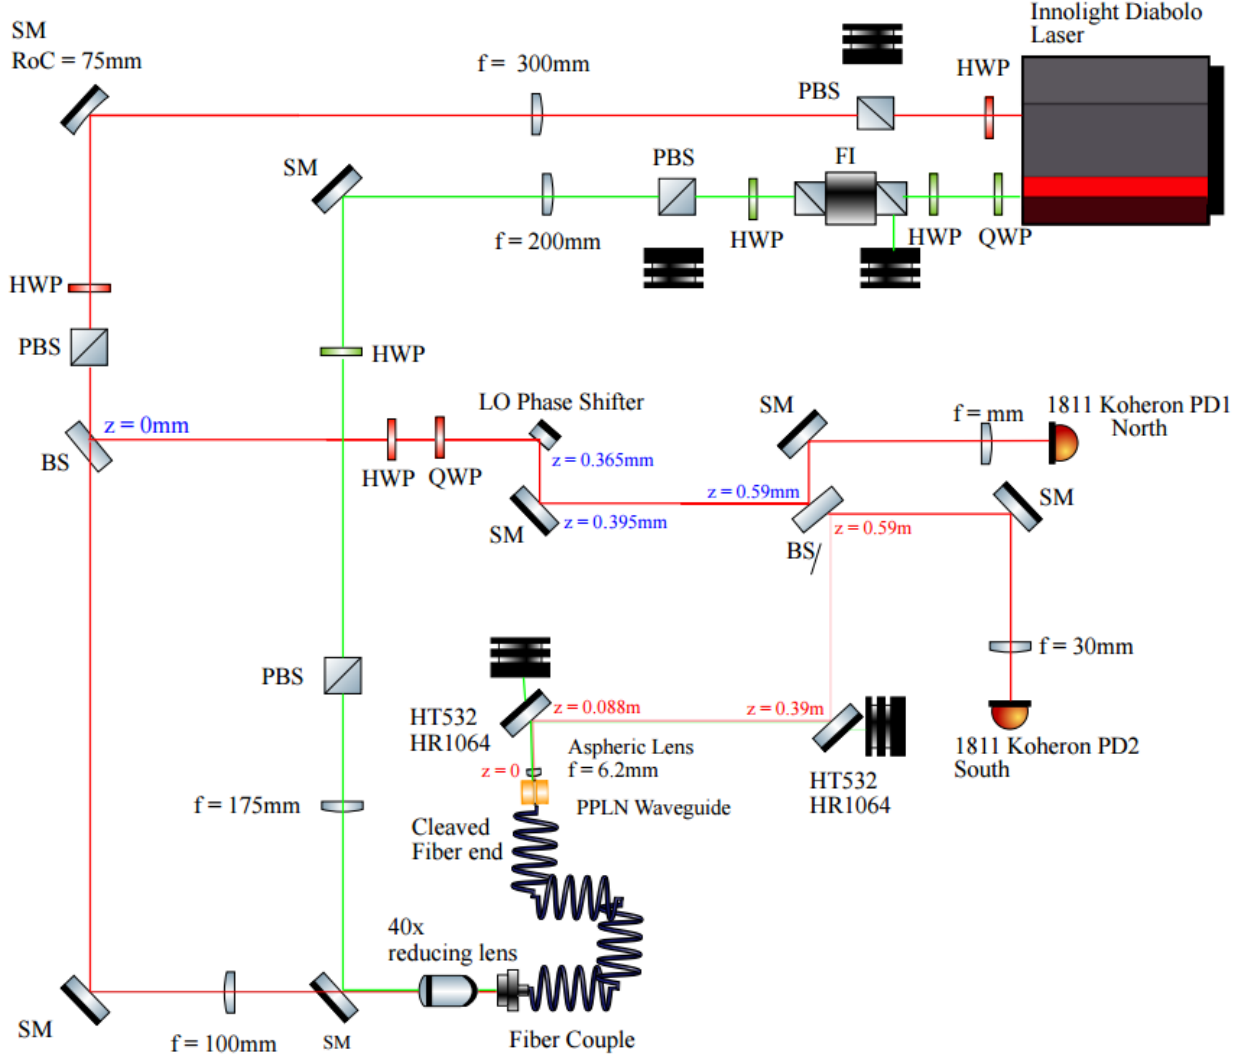 Innolight Diabolo
Laser
SM
RoC = 75mm
f = 300mm
HWP
PBS
SM
PBS
FI
f = 200mm
HWP
HWP
QWP
HWP
PBS
HWP
z = 0mm
BS
HWP
QWP
LO Phase Shifter
z = 0.365mm
SM
z = 0.395mm
SM
f = mm
1811 Koheron PD1
North
z = 0.59mm
SM
z = 0.59m
BS/
PBS
f = 30mm
HT532
HR1064
z = 0.088m
z = 0.39m
1811 Koheron PD2
South
Aspheric Lens
f = 6.2mm
z = 0
HT532
HR1064
f = 175mm
PPLN Waveguide
Cleaved
Fiber end
40x
reducing lens
SM
f = 100mm
SM
Fiber Couple